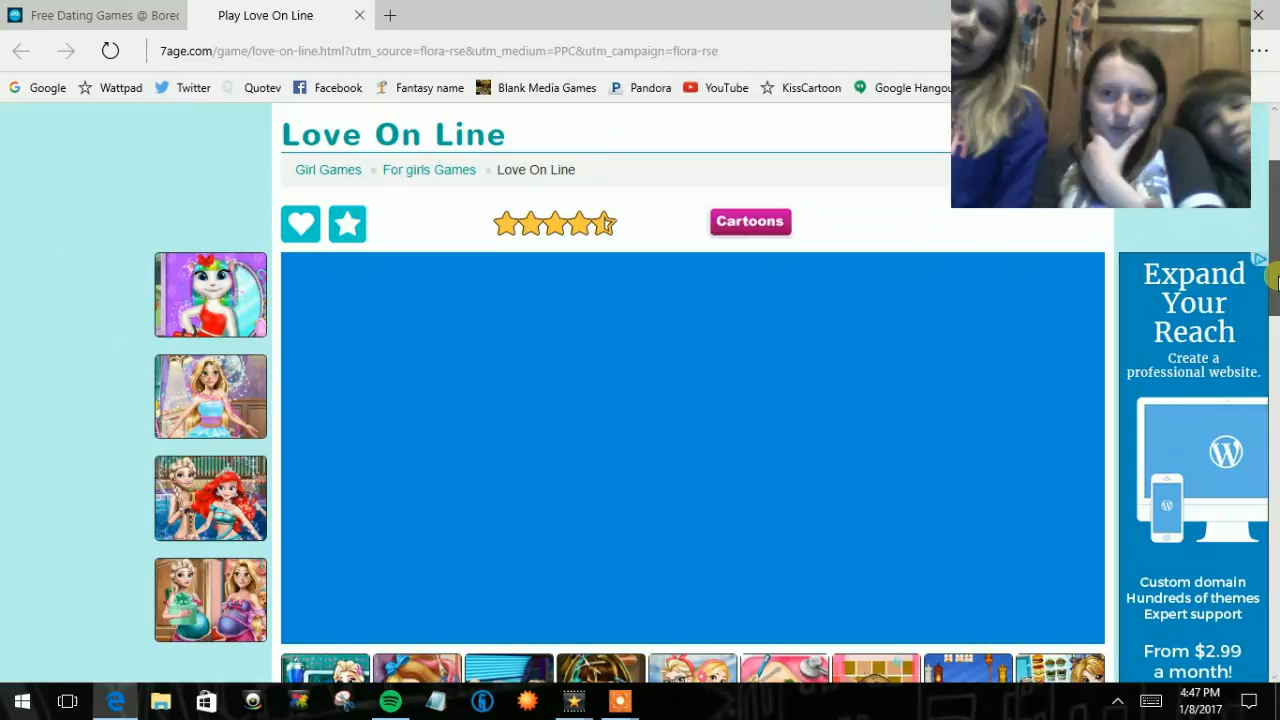 Free Dating Games @ Bored
Play Love On Line
7age.com/game/love-on-line.html?utm_source=flora-rse&utm_medium=PPC&utm_campaign=flora-rse
Google
Wattpad
Twitter
Quotev
Facebook
Fantasy name
Blank Media Games
Pandora
YouTube
KissCartoon
Google Hangou
Love On Line
Girl Games » For girls Games » Love On Line
Cartoons
Expand
Your
Reach
Create a
professional website.
Custom domain
Hundreds of themes
Expert support
From $2.99
a month!
4:47 PM
1/8/2017